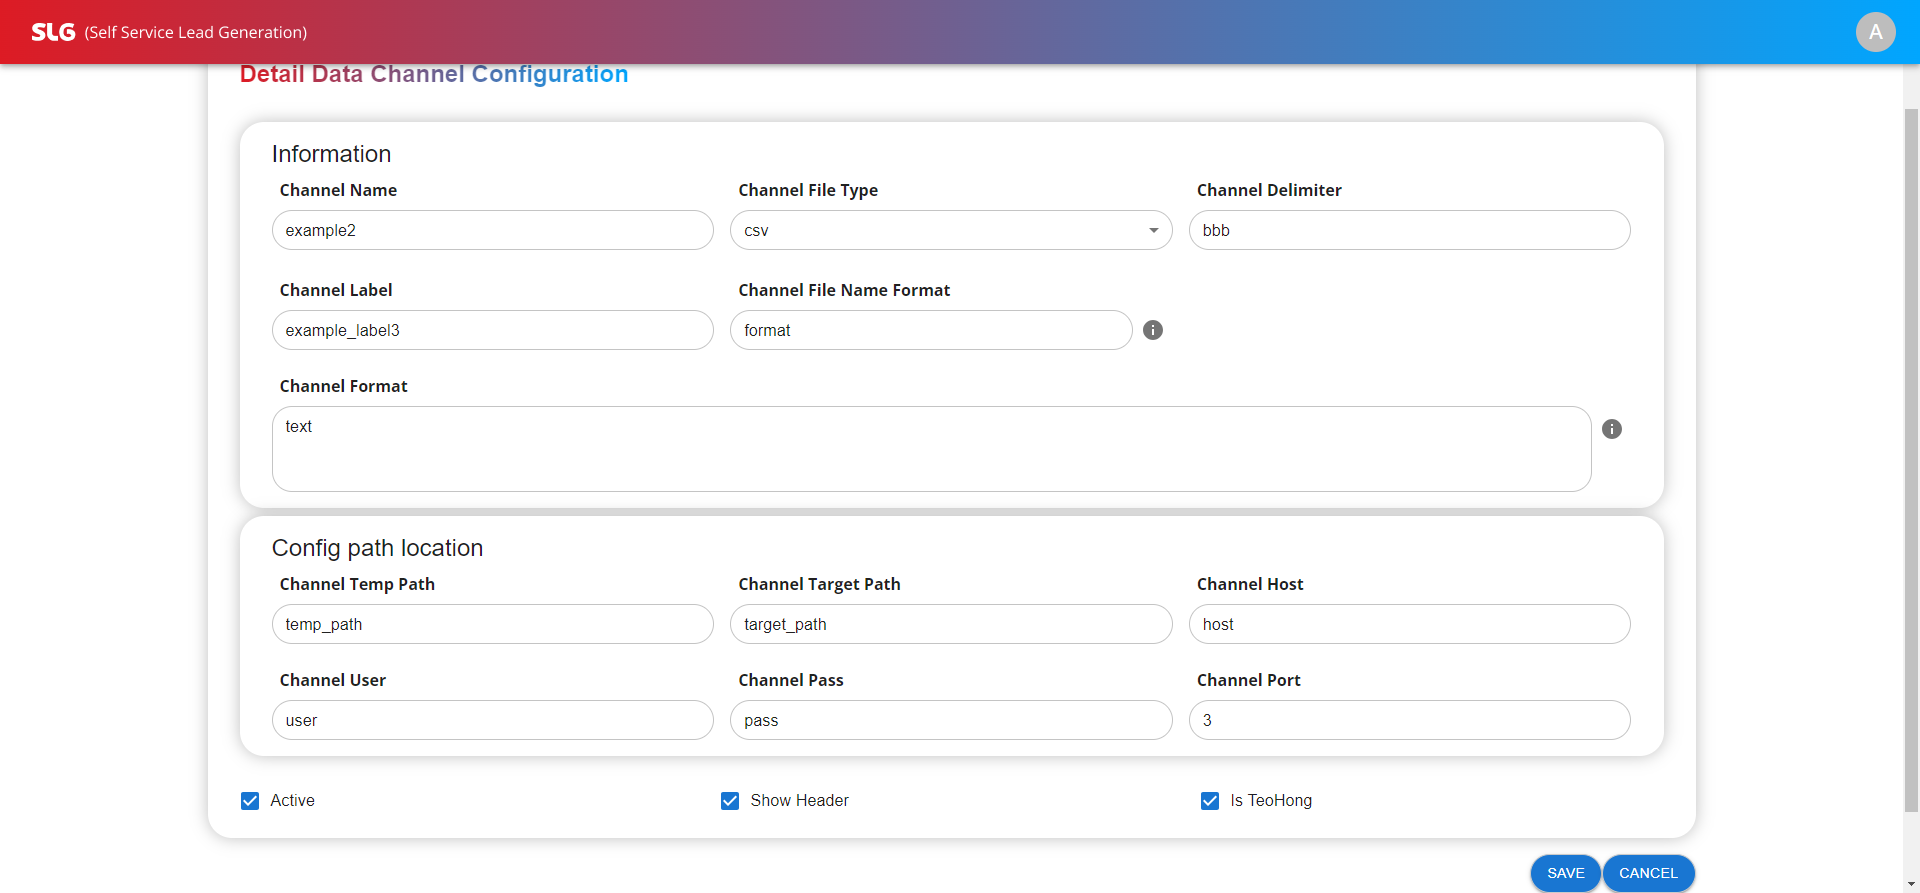 SLG (Self Service Lead Generation)
A
Detail Data Channel Configuration
Information
Channel Name
Channel File Type
Channel Delimiter
example2
csv
bbb
Channel Label
Channel File Name Format
example_label3
format
Channel Format
text
Config path location
Channel Temp Path
Channel Target Path
Channel Host
temp_path
target_path
host
Channel User
Channel Pass
Channel Port
user
pass
3
Active
Show Header
Is TeoHong
SAVE
CANCEL